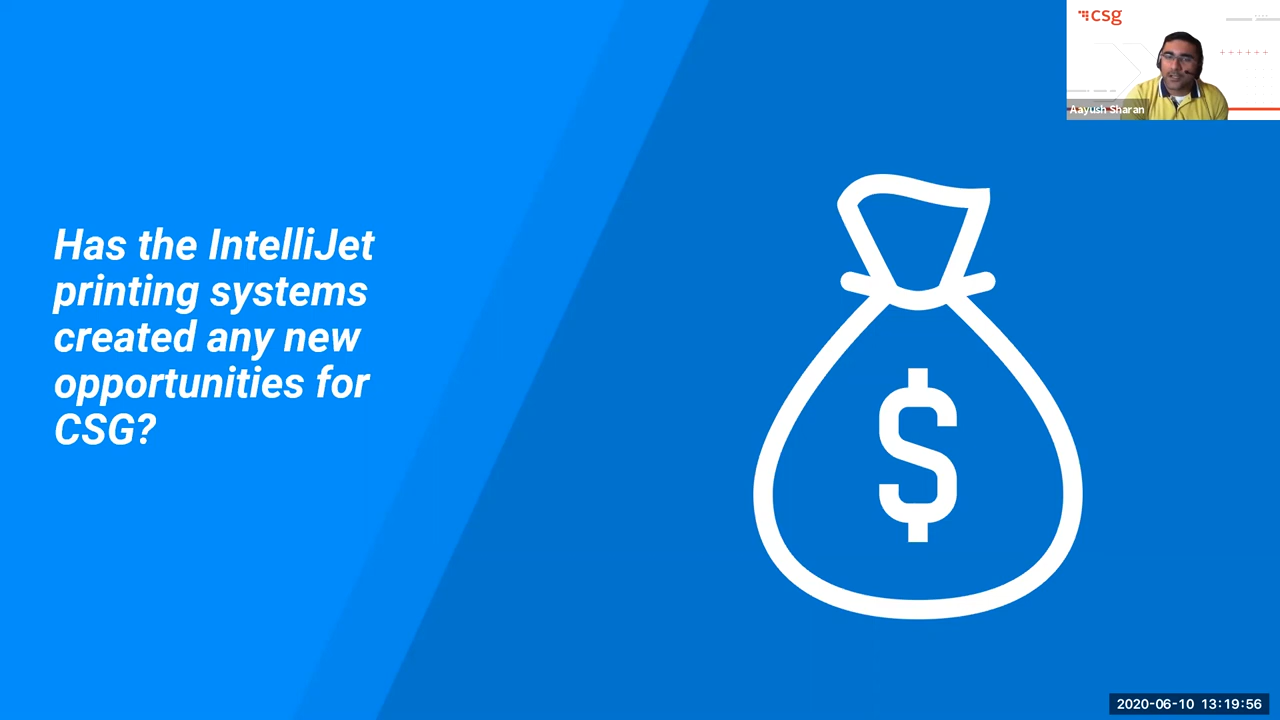 csg
Aayush Sharan
Has the IntelliJet
printing systems
created any new
opportunities for
CSG?
$
2020-06-10 13:19:56